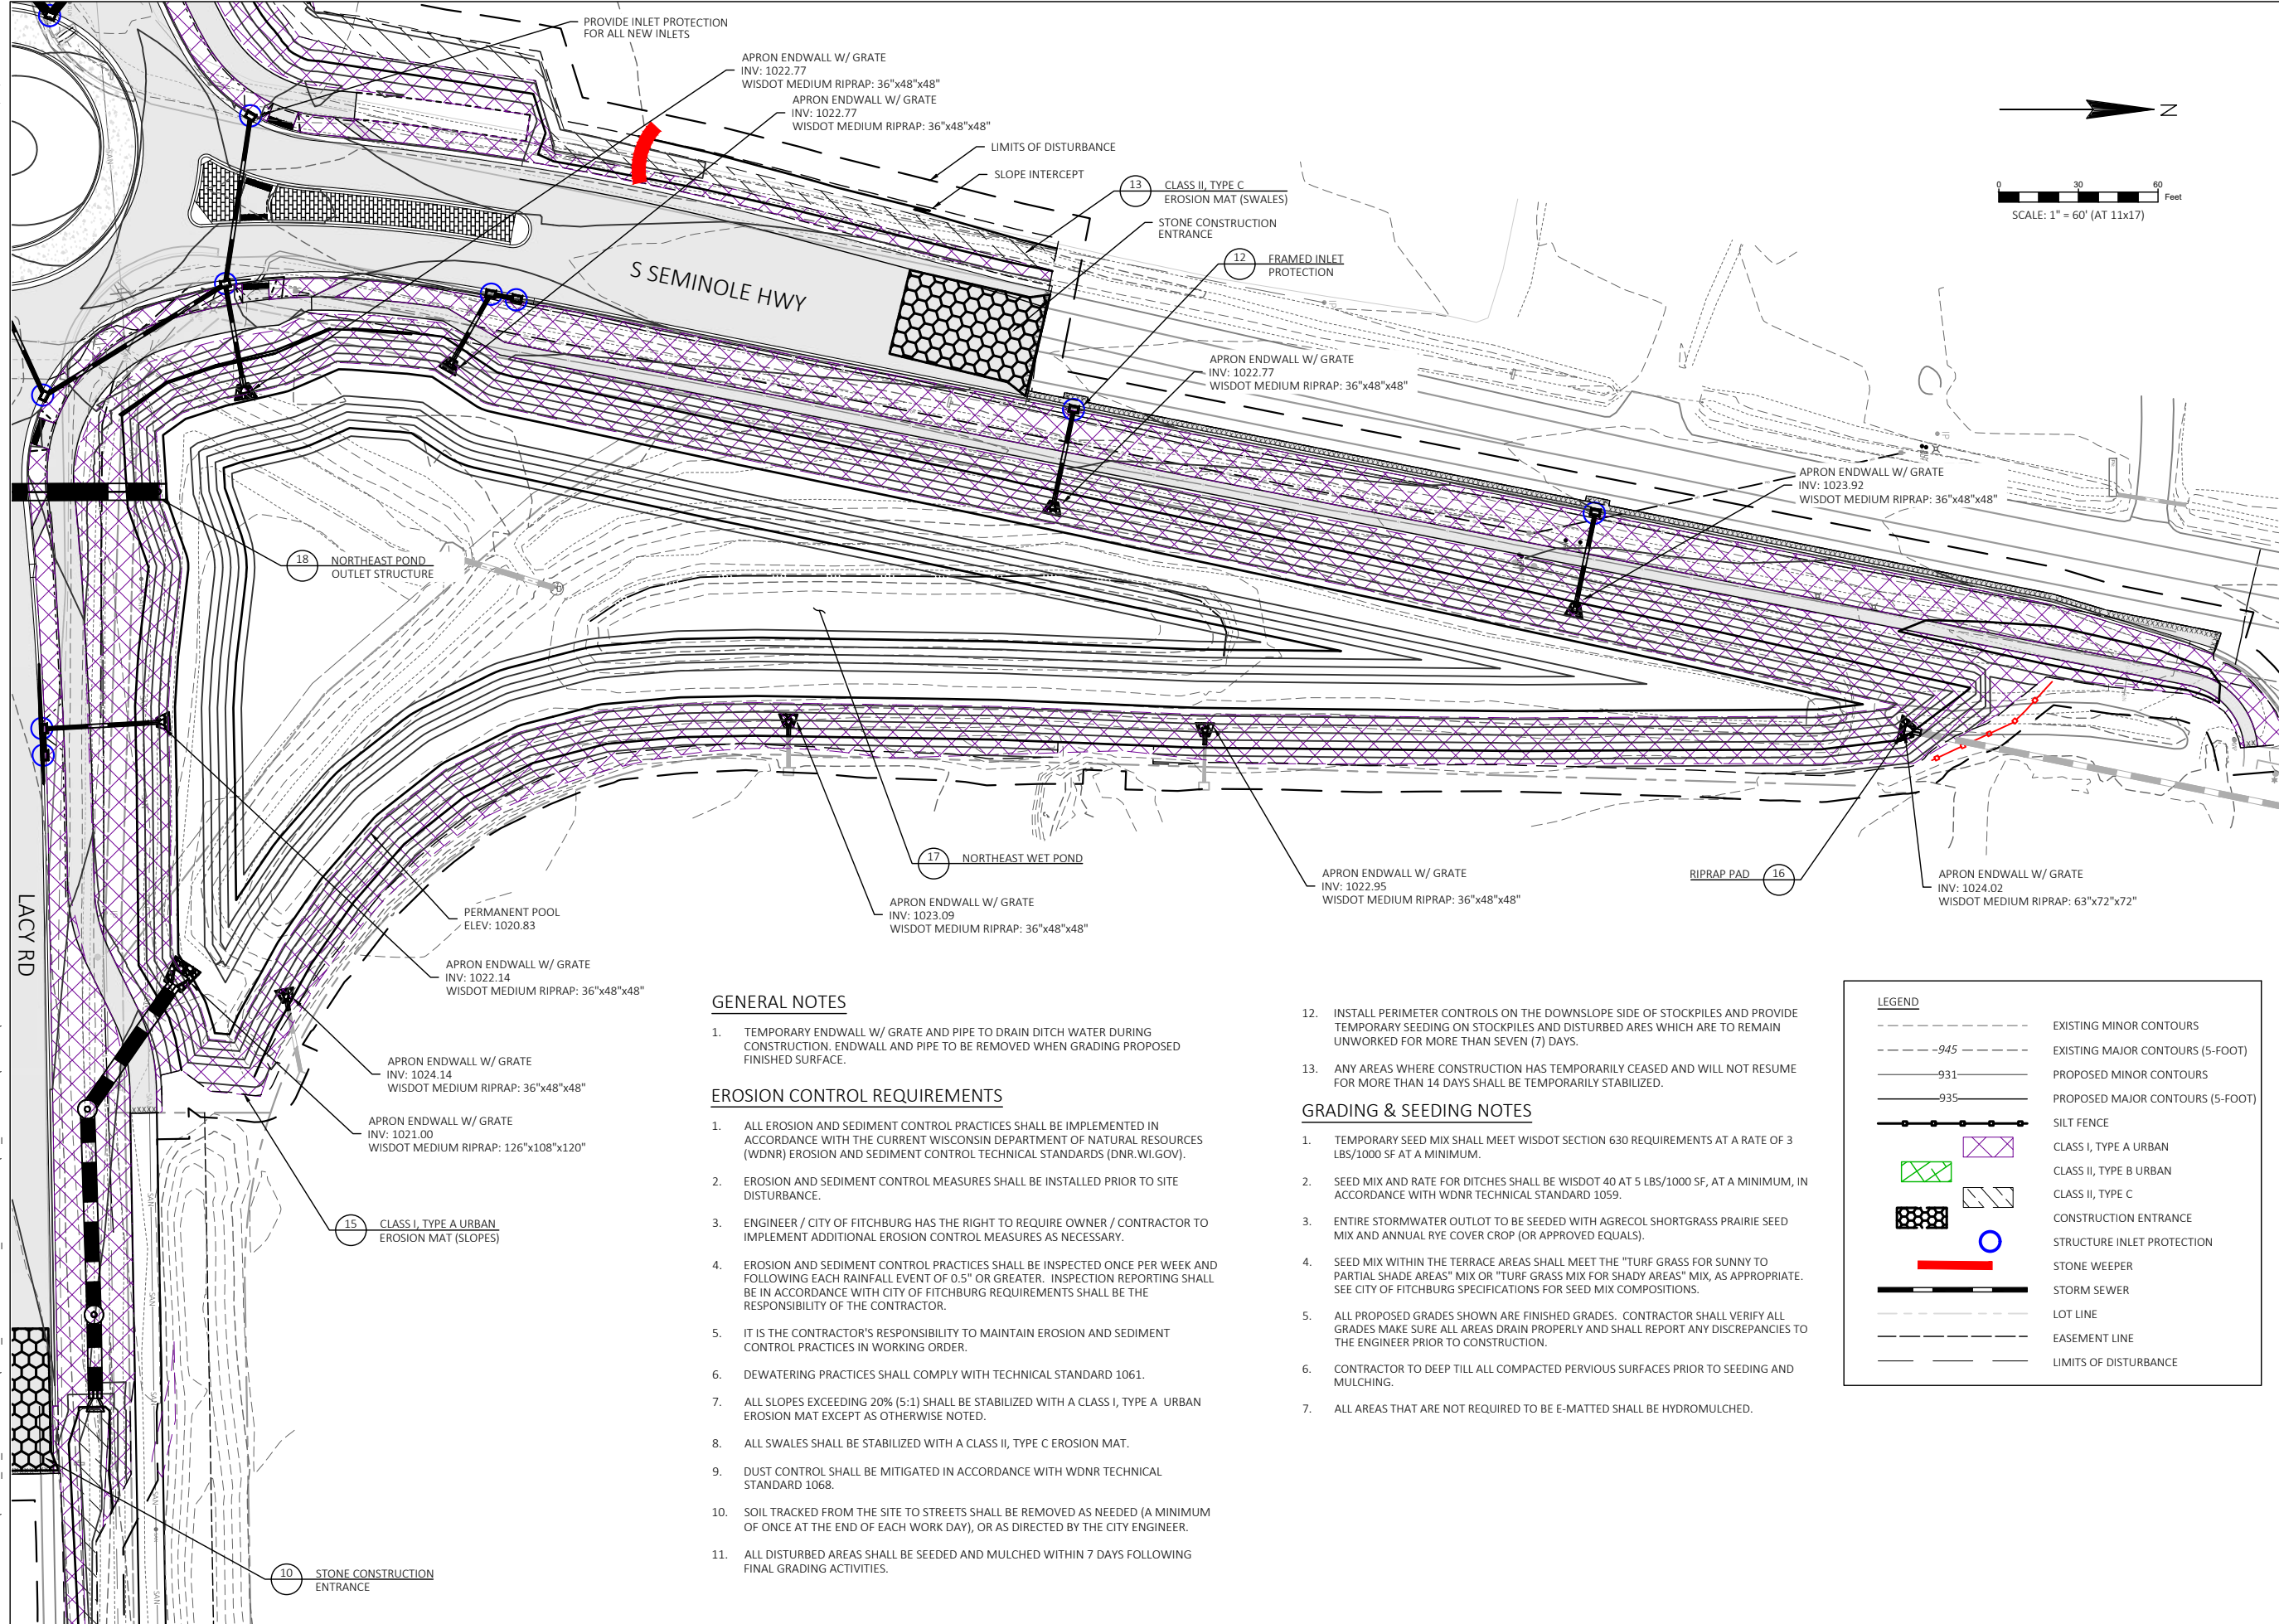 PROVIDE INLET PROTECTION
FOR ALL NEW INLETS
APRON ENDWALL W/ GRATE
INV: 1022.77
WISDOT MEDIUM RIPRAP: 36"x48"x48"
APRON ENDWALL W/ GRATE
INV: 1022.77
WISDOT MEDIUM RIPRAP: 36"x48"x48"
LIMITS OF DISTURBANCE
SLOPE INTERCEPT
13
CLASS II, TYPE C
EROSION MAT (SWALES)
STONE CONSTRUCTION
ENTRANCE
12
FRAMED INLET
PROTECTION
N
0 30 60
Feet
SCALE: 1" = 60' (AT 11x17)
S SEMINOLE HWY
APRON ENDWALL W/ GRATE
INV: 1022.77
WISDOT MEDIUM RIPRAP: 36"x48"x48"
APRON ENDWALL W/ GRATE
INV: 1023.92
WISDOT MEDIUM RIPRAP: 36"x48"x48"
18
NORTHEAST POND
OUTLET STRUCTURE
17
NORTHEAST WET POND
APRON ENDWALL W/ GRATE
INV: 1023.09
WISDOT MEDIUM RIPRAP: 36"x48"x48"
APRON ENDWALL W/ GRATE
INV: 1022.95
WISDOT MEDIUM RIPRAP: 36"x48"x48"
RIPRAP PAD
16
APRON ENDWALL W/ GRATE
INV: 1024.02
WISDOT MEDIUM RIPRAP: 63"x72"x72"
LACY RD
PERMANENT POOL
ELEV: 1020.83
APRON ENDWALL W/ GRATE
INV: 1022.14
WISDOT MEDIUM RIPRAP: 36"x48"x48"
APRON ENDWALL W/ GRATE
INV: 1024.14
WISDOT MEDIUM RIPRAP: 36"x48"x48"
APRON ENDWALL W/ GRATE
INV: 1021.00
WISDOT MEDIUM RIPRAP: 126"x108"x120"
15
CLASS I, TYPE A URBAN
EROSION MAT (SLOPES)
10
STONE CONSTRUCTION
ENTRANCE
SAN
SAN
SAN
SAN
GENERAL NOTES
1. TEMPORARY ENDWALL W/ GRATE AND PIPE TO DRAIN DITCH WATER DURING
CONSTRUCTION. ENDWALL AND PIPE TO BE REMOVED WHEN GRADING PROPOSED
FINISHED SURFACE.
EROSION CONTROL REQUIREMENTS
1. ALL EROSION AND SEDIMENT CONTROL PRACTICES SHALL BE IMPLEMENTED IN
ACCORDANCE WITH THE CURRENT WISCONSIN DEPARTMENT OF NATURAL RESOURCES
(WDNR) EROSION AND SEDIMENT CONTROL TECHNICAL STANDARDS (DNR.WI.GOV).
2. EROSION AND SEDIMENT CONTROL MEASURES SHALL BE INSTALLED PRIOR TO SITE
DISTURBANCE.
3. ENGINEER / CITY OF FITCHBURG HAS THE RIGHT TO REQUIRE OWNER / CONTRACTOR TO
IMPLEMENT ADDITIONAL EROSION CONTROL MEASURES AS NECESSARY.
4. EROSION AND SEDIMENT CONTROL PRACTICES SHALL BE INSPECTED ONCE PER WEEK AND
FOLLOWING EACH RAINFALL EVENT OF 0.5" OR GREATER. INSPECTION REPORTING SHALL
BE IN ACCORDANCE WITH CITY OF FITCHBURG REQUIREMENTS SHALL BE THE
RESPONSIBILITY OF THE CONTRACTOR.
5. IT IS THE CONTRACTOR'S RESPONSIBILITY TO MAINTAIN EROSION AND SEDIMENT
CONTROL PRACTICES IN WORKING ORDER.
6. DEWATERING PRACTICES SHALL COMPLY WITH TECHNICAL STANDARD 1061.
7. ALL SLOPES EXCEEDING 20% (5:1) SHALL BE STABILIZED WITH A CLASS I, TYPE A URBAN
EROSION MAT EXCEPT AS OTHERWISE NOTED.
8. ALL SWALES SHALL BE STABILIZED WITH A CLASS II, TYPE C EROSION MAT.
9. DUST CONTROL SHALL BE MITIGATED IN ACCORDANCE WITH WDNR TECHNICAL
STANDARD 1068.
10. SOIL TRACKED FROM THE SITE TO STREETS SHALL BE REMOVED AS NEEDED (A MINIMUM
OF ONCE AT THE END OF EACH WORK DAY), OR AS DIRECTED BY THE CITY ENGINEER.
11. ALL DISTURBED AREAS SHALL BE SEEDED AND MULCHED WITHIN 7 DAYS FOLLOWING
FINAL GRADING ACTIVITIES.
12. INSTALL PERIMETER CONTROLS ON THE DOWNSLOPE SIDE OF STOCKPILES AND PROVIDE
TEMPORARY SEEDING ON STOCKPILES AND DISTURBED ARES WHICH ARE TO REMAIN
UNWORKED FOR MORE THAN SEVEN (7) DAYS.
13. ANY AREAS WHERE CONSTRUCTION HAS TEMPORARILY CEASED AND WILL NOT RESUME
FOR MORE THAN 14 DAYS SHALL BE TEMPORARILY STABILIZED.
GRADING & SEEDING NOTES
1. TEMPORARY SEED MIX SHALL MEET WISDOT SECTION 630 REQUIREMENTS AT A RATE OF 3
LBS/1000 SF AT A MINIMUM.
2. SEED MIX AND RATE FOR DITCHES SHALL BE WISDOT 40 AT 5 LBS/1000 SF, AT A MINIMUM, IN
ACCORDANCE WITH WDNR TECHNICAL STANDARD 1059.
3. ENTIRE STORMWATER OUTLOT TO BE SEEDED WITH AGRECOL SHORTGRASS PRAIRIE SEED
MIX AND ANNUAL RYE COVER CROP (OR APPROVED EQUALS).
4. SEED MIX WITHIN THE TERRACE AREAS SHALL MEET THE "TURF GRASS FOR SUNNY TO
PARTIAL SHADE AREAS" MIX OR "TURF GRASS MIX FOR SHADY AREAS" MIX, AS APPROPRIATE.
SEE CITY OF FITCHBURG SPECIFICATIONS FOR SEED MIX COMPOSITIONS.
5. ALL PROPOSED GRADES SHOWN ARE FINISHED GRADES. CONTRACTOR SHALL VERIFY ALL
GRADES MAKE SURE ALL AREAS DRAIN PROPERLY AND SHALL REPORT ANY DISCREPANCIES TO
THE ENGINEER PRIOR TO CONSTRUCTION.
6. CONTRACTOR TO DEEP TILL ALL COMPACTED PERVIOUS SURFACES PRIOR TO SEEDING AND
MULCHING.
7. ALL AREAS THAT ARE NOT REQUIRED TO BE E-MATTED SHALL BE HYDROMULCHED.
LEGEND
EXISTING MINOR CONTOURS
945 EXISTING MAJOR CONTOURS (5-FOOT)
931 PROPOSED MINOR CONTOURS
935 PROPOSED MAJOR CONTOURS (5-FOOT)
SILT FENCE
CLASS I, TYPE A URBAN
CLASS II, TYPE B URBAN
CLASS II, TYPE C
CONSTRUCTION ENTRANCE
STRUCTURE INLET PROTECTION
STONE WEEPER
STORM SEWER
LOT LINE
EASEMENT LINE
LIMITS OF DISTURBANCE